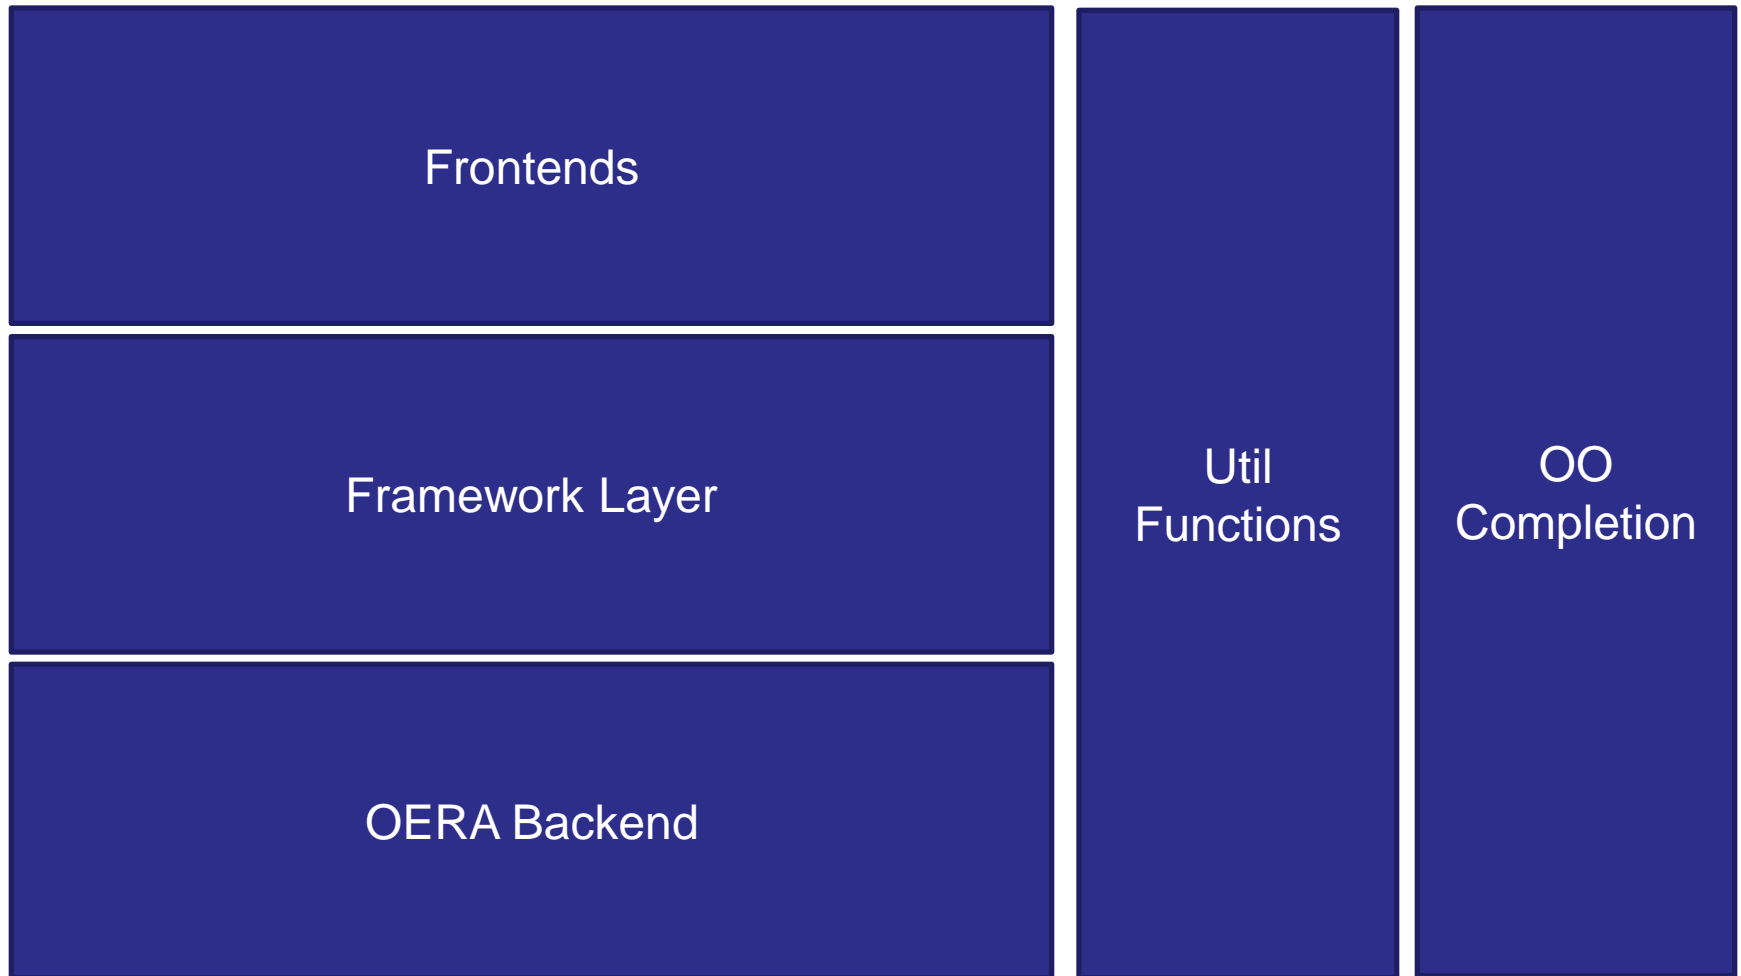 Frontends
Framework Layer
OERA Backend
Util
Functions
OO
Completion